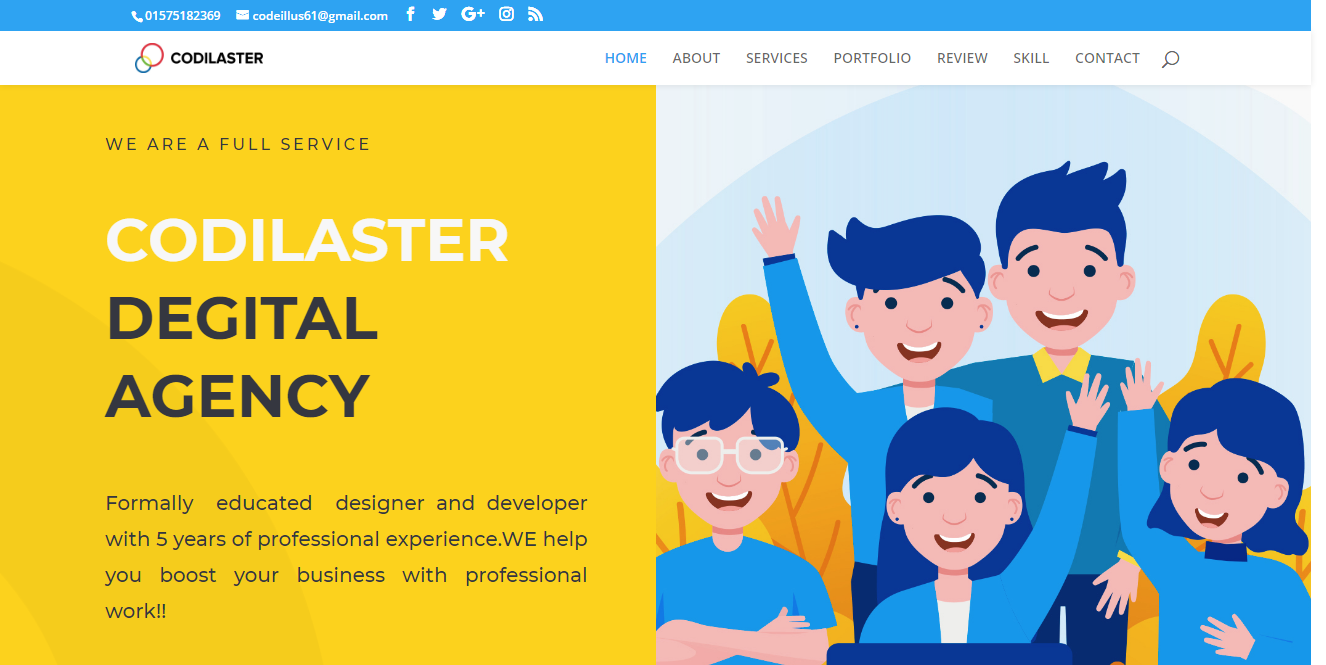 01575182369 codeillus61@gmail.com
CODILASTER HOME ABOUT SERVICES PORTFOLIO REVIEW SKILL CONTACT
WE ARE A FULL SERVICE
CODILASTER
DEGITAL
AGENCY
Formally educated designer and developer
with 5 years of professional experience.WE help
you boost your business with professional
work!!